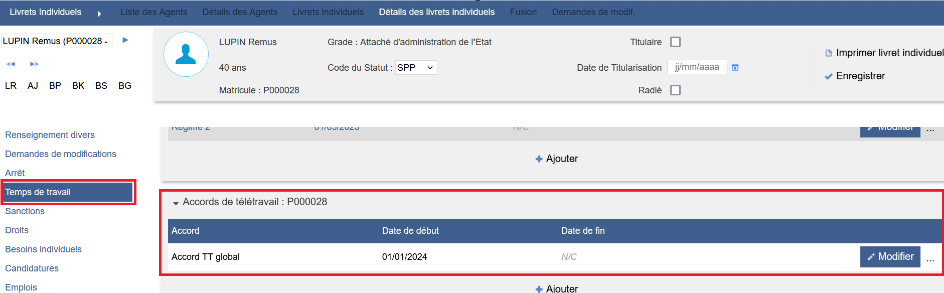 Livrets Individuels Liste des Agents Détails des Agents Livrets individuels Détails des livrets individuels Fusion Demandes de modif.
LUPIN Remus (P000028 -
LR AJ BP BK BS BG
LUPIN Remus Grade : Attaché d'administration de l'Etat Titulaire
40 ans Code du Statut : SPP Date de Titularisation jj/mm/aaaa
Matricule : P000028 Radié
Imprimer livret individuel
Enregistrer
Renseignement divers
Demandes de modifications
Arrêt
Temps de travail
Sanctions
Droits
Besoins individuels
Candidatures
Emplois
Régime 2 01/03/2023 N/C Modifier ...
Ajouter
Accords de télétravail : P000028
Accord Date de début Date de fin
Accord TT global 01/01/2024 N/C Modifier ...
Ajouter